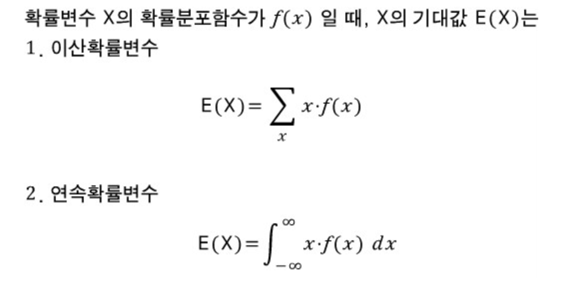 확률변수 X의 확률분포함수가 f(x) 일 때, X의 기대값 E(X)는
1. 이산확률변수
E(X)= ∑ x·f(x)
x
2. 연속확률변수
E(X)=∫_{-∞}^{∞} x·f(x) dx